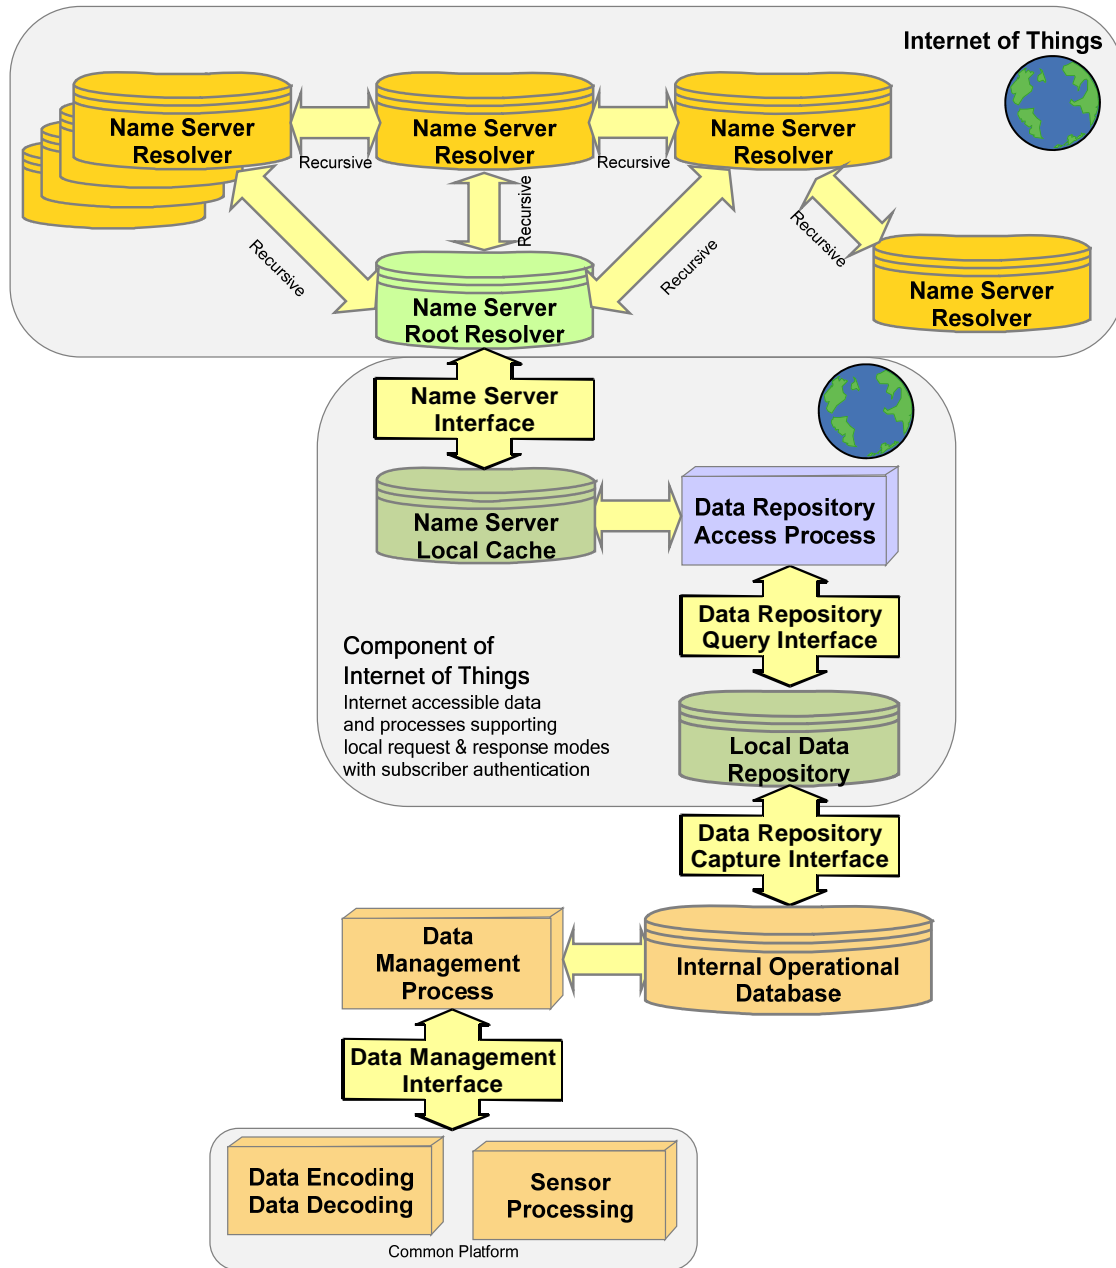 Internet of Things
Name Server
Resolver
Name Server
Resolver
Name Server
Resolver
Recursive
Recursive
Recursive
Recursive
Recursive
Recursive
Name Server
Resolver
Name Server
Root Resolver
Name Server
Interface
Name Server
Local Cache
Data Repository
Access Process
Data Repository
Query Interface
Component of
Internet of Things
Internet accessible data
and processes supporting
local request & response modes
with subscriber authentication
Local Data
Repository
Data Repository
Capture Interface
Data
Management
Process
Internal Operational
Database
Data Management
Interface
Data Encoding
Data Decoding
Sensor
Processing
Common Platform